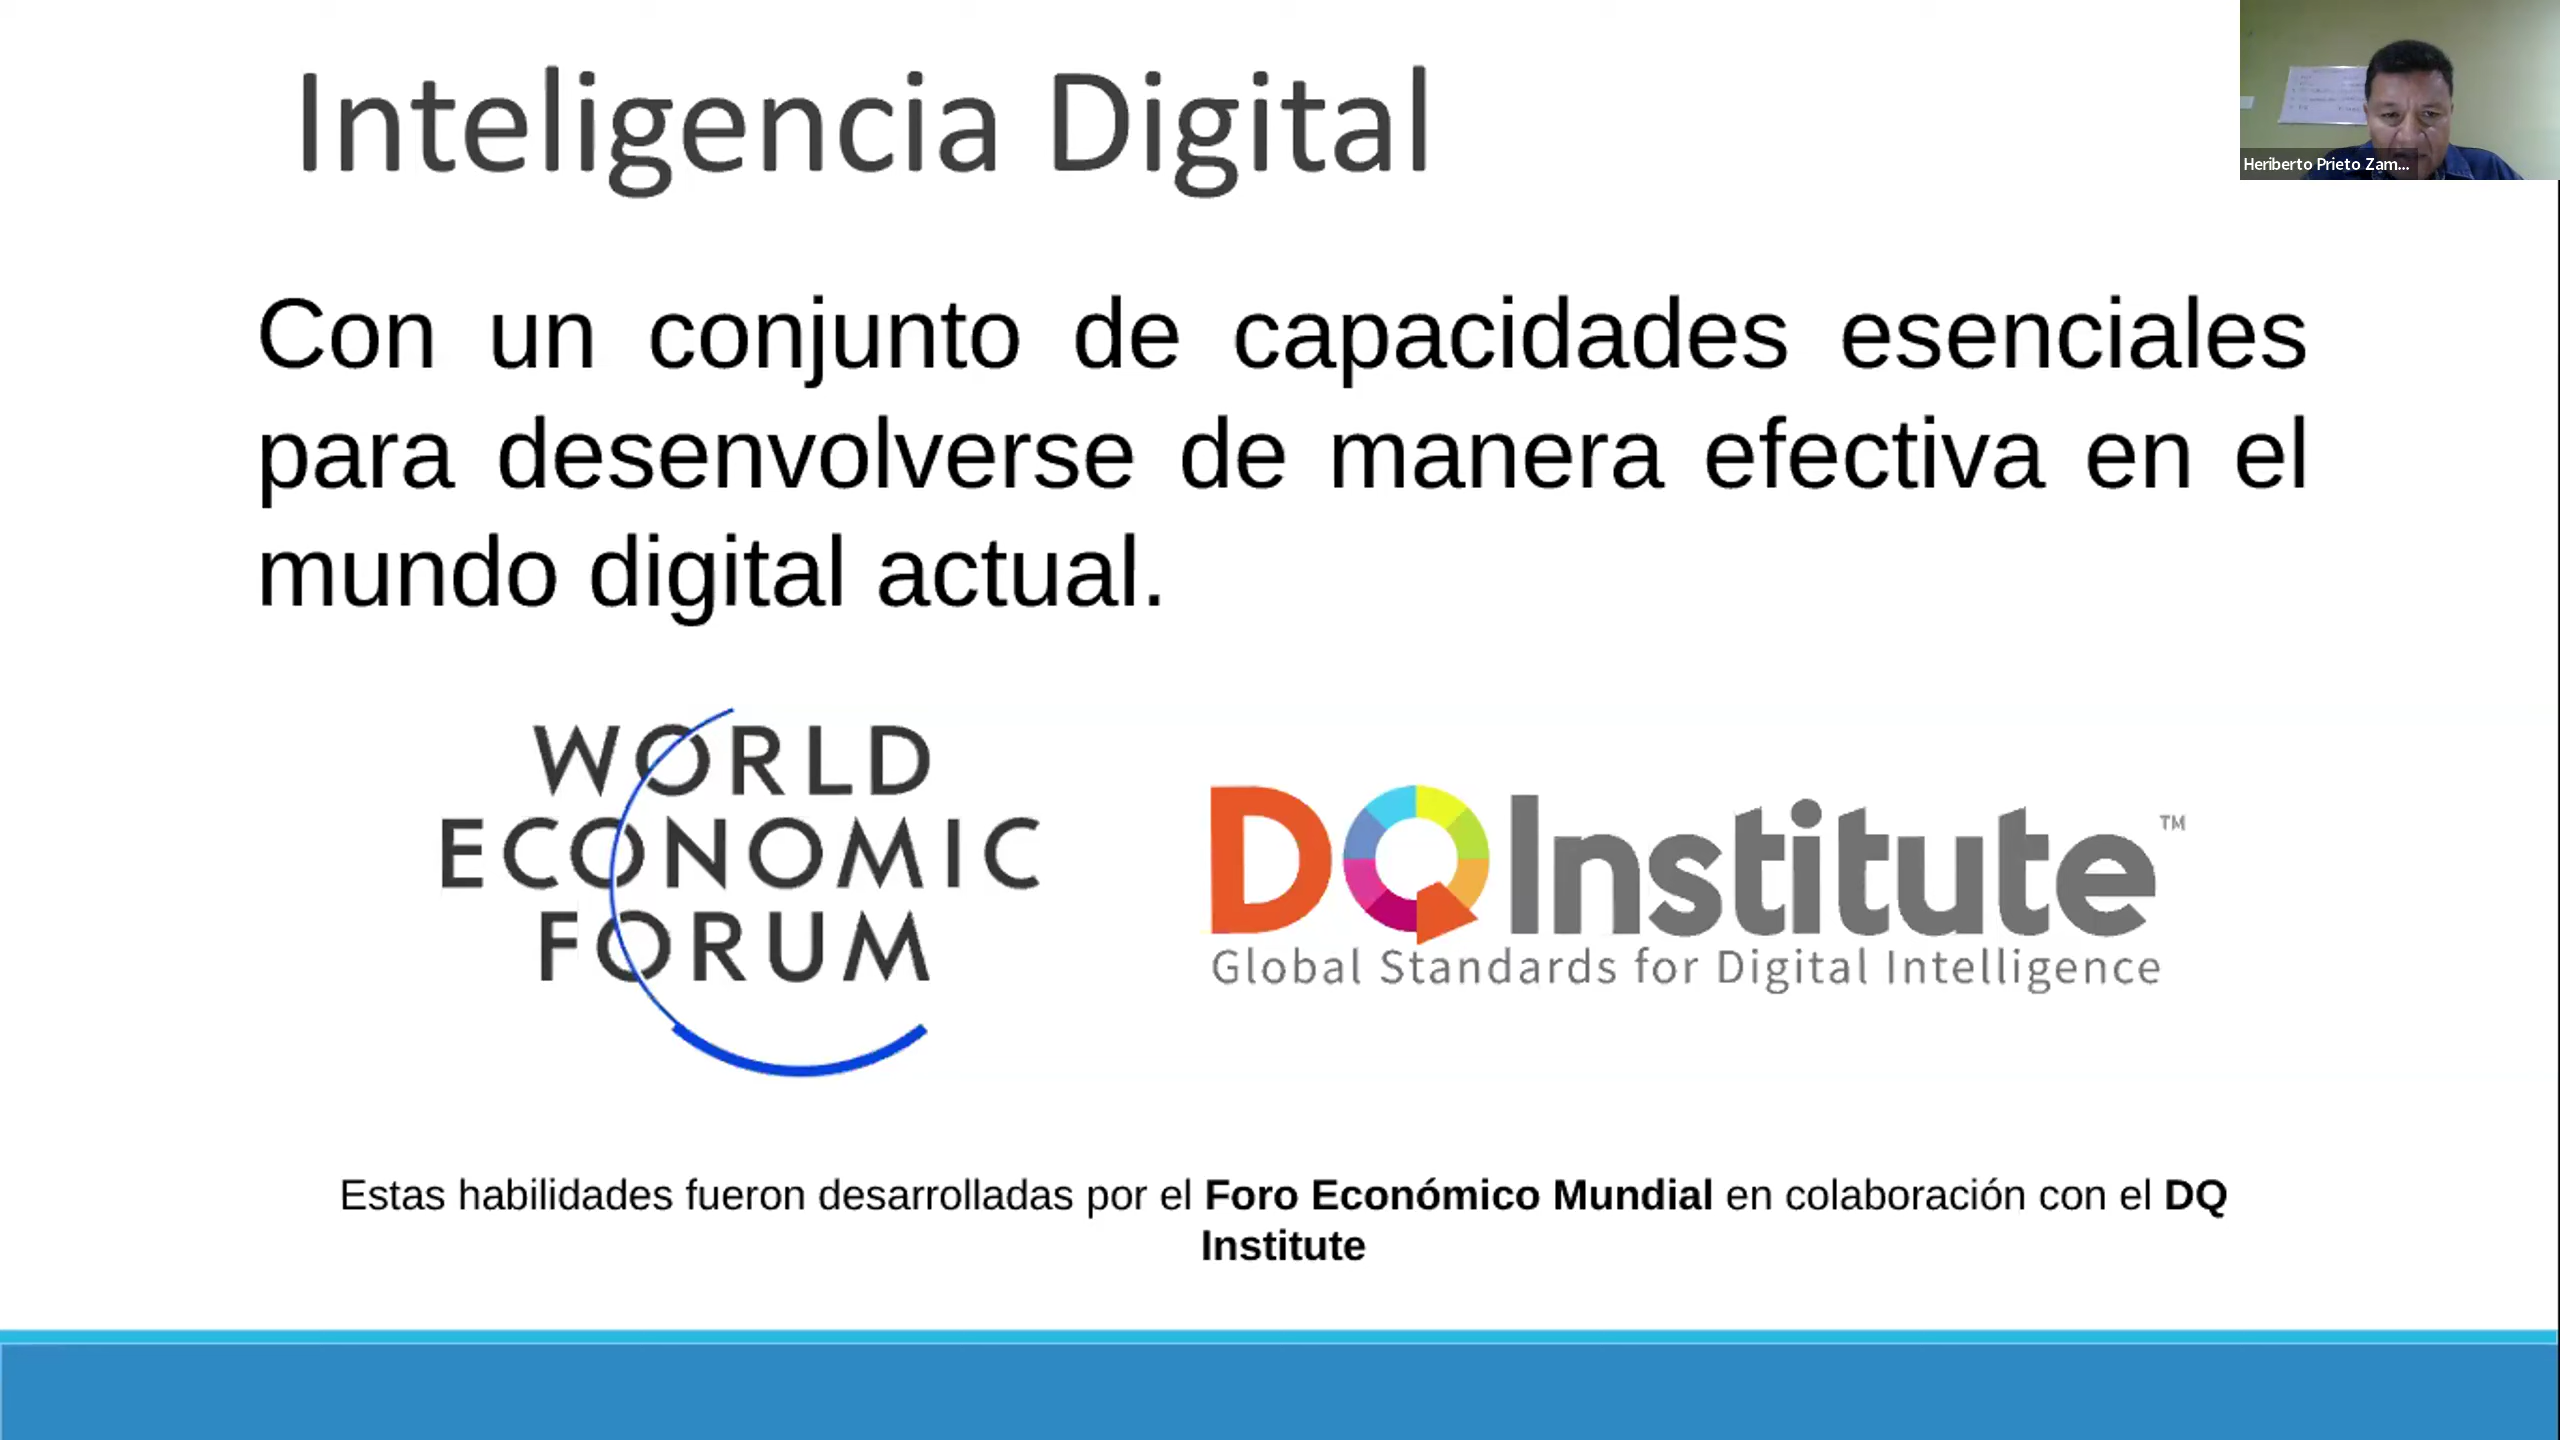 Inteligencia Digital
Heriberto Prieto Zam...
Con un conjunto de capacidades esenciales
para desenvolverse de manera efectiva en el
mundo digital actual.
WORLD
ECONOMIC
FORUM
DQ Institute™
Global Standards for Digital Intelligence
Estas habilidades fueron desarrolladas por el Foro Económico Mundial en colaboración con el DQ
Institute